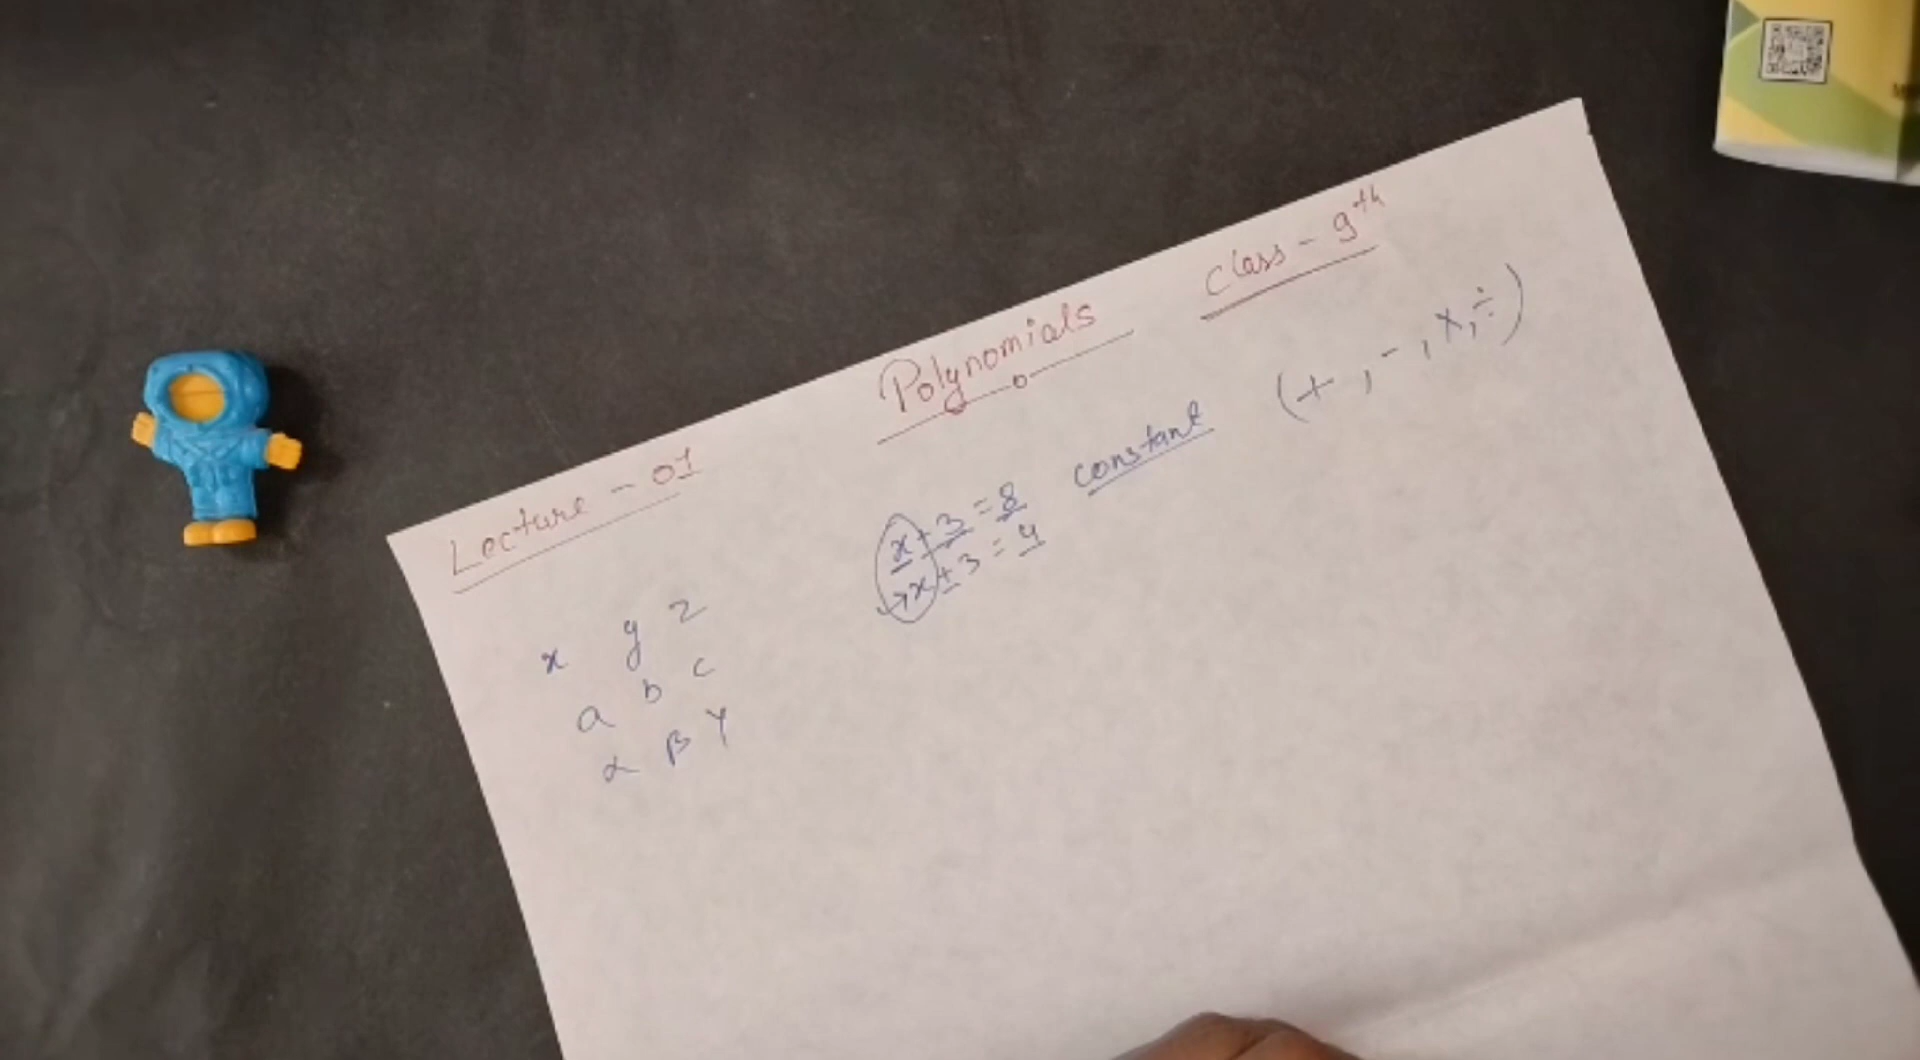 Lecture - 01
Polynomials
Class - 9th
x y z
a b c
α β γ
x + 3 = 8
→ x + 3 = 4
constant
(+, -, ×, ÷)